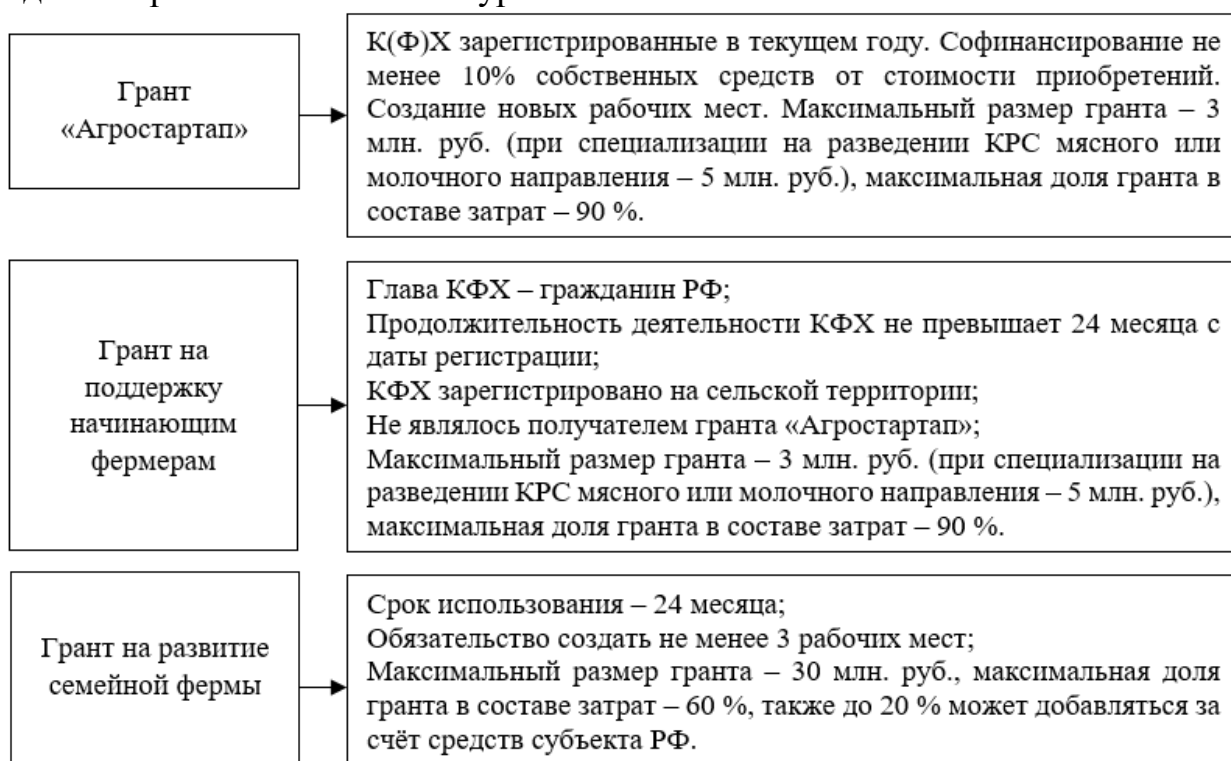 Грант
«Агростартап»
К(Ф)Х зарегистрированные в текущем году. Софинансирование не
менее 10% собственных средств от стоимости приобретений.
Создание новых рабочих мест. Максимальный размер гранта – 3
млн. руб. (при специализации на разведении КРС мясного или
молочного направления – 5 млн. руб.), максимальная доля гранта в
составе затрат – 90 %.
Грант на
поддержку
начинающим
фермерам
Глава КФХ – гражданин РФ;
Продолжительность деятельности КФХ не превышает 24 месяца с
даты регистрации;
КФХ зарегистрировано на сельской территории;
Не являлось получателем гранта «Агростартап»;
Максимальный размер гранта – 3 млн. руб. (при специализации на
разведении КРС мясного или молочного направления – 5 млн. руб.),
максимальная доля гранта в составе затрат – 90 %.
Грант на развитие
семейной фермы
Срок использования – 24 месяца;
Обязательство создать не менее 3 рабочих мест;
Максимальный размер гранта – 30 млн. руб., максимальная доля
гранта в составе затрат – 60 %, также до 20 % может добавляться за
счёт средств субъекта РФ.